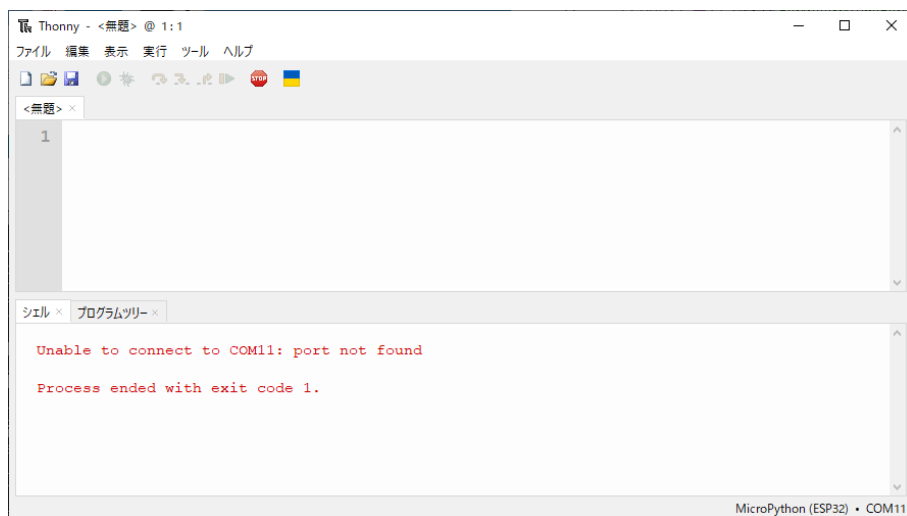 Thonny - <無題> @ 1:1
ファイル 編集 表示 実行 ツール ヘルプ
STOP
<無題> ×
1
シェル × プログラムツリー ×
Unable to connect to COM11: port not found
Process ended with exit code 1.
MicroPython (ESP32) • COM11